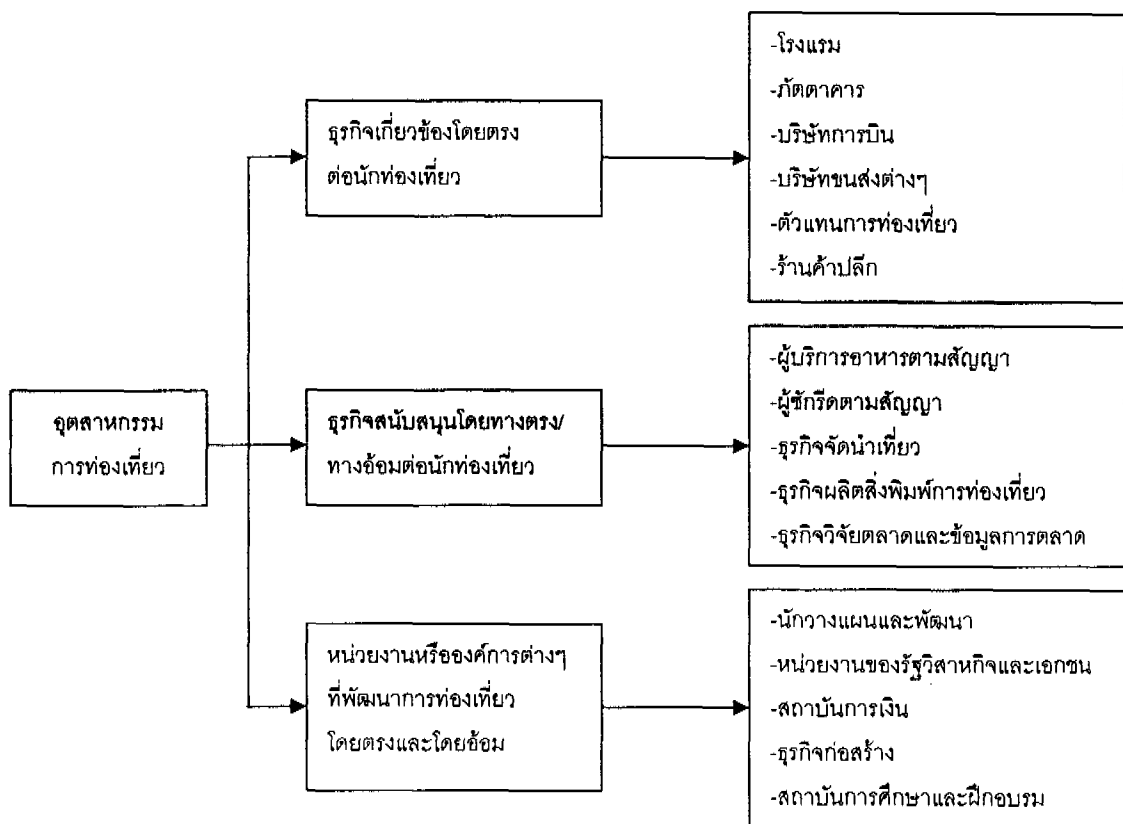 อุตสาหกรรม
การท่องเที่ยว
ธุรกิจเกี่ยวข้องโดยตรง
ต่อนักท่องเที่ยว
-โรงแรม
-ภัตตาคาร
-บริษัทการบิน
-บริษัทขนส่งต่างๆ
-ตัวแทนการท่องเที่ยว
-ร้านค้าปลีก
ธุรกิจสนับสนุนโดยทางตรง/
ทางอ้อมต่อนักท่องเที่ยว
-ผู้บริการอาหารตามสัญญา
-ผู้ซักรีดตามสัญญา
-ธุรกิจจัดนำเที่ยว
-ธุรกิจผลิตสิ่งพิมพ์การท่องเที่ยว
-ธุรกิจวิจัยตลาดและข้อมูลการตลาด
หน่วยงานหรือองค์การต่างๆ
ที่พัฒนาการท่องเที่ยว
โดยตรงและโดยอ้อม
-นักวางแผนและพัฒนา
-หน่วยงานของรัฐวิสาหกิจและเอกชน
-สถาบันการเงิน
-ธุรกิจก่อสร้าง
-สถาบันการศึกษาและฝึกอบรม